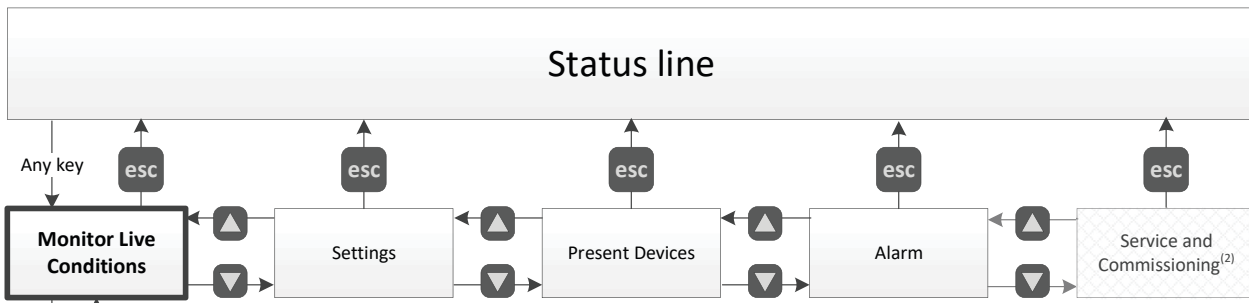 Status line
Any key
esc
esc
esc
esc
esc
Monitor Live
Conditions
Settings
Present Devices
Alarm
Service and
Commissioning(2)